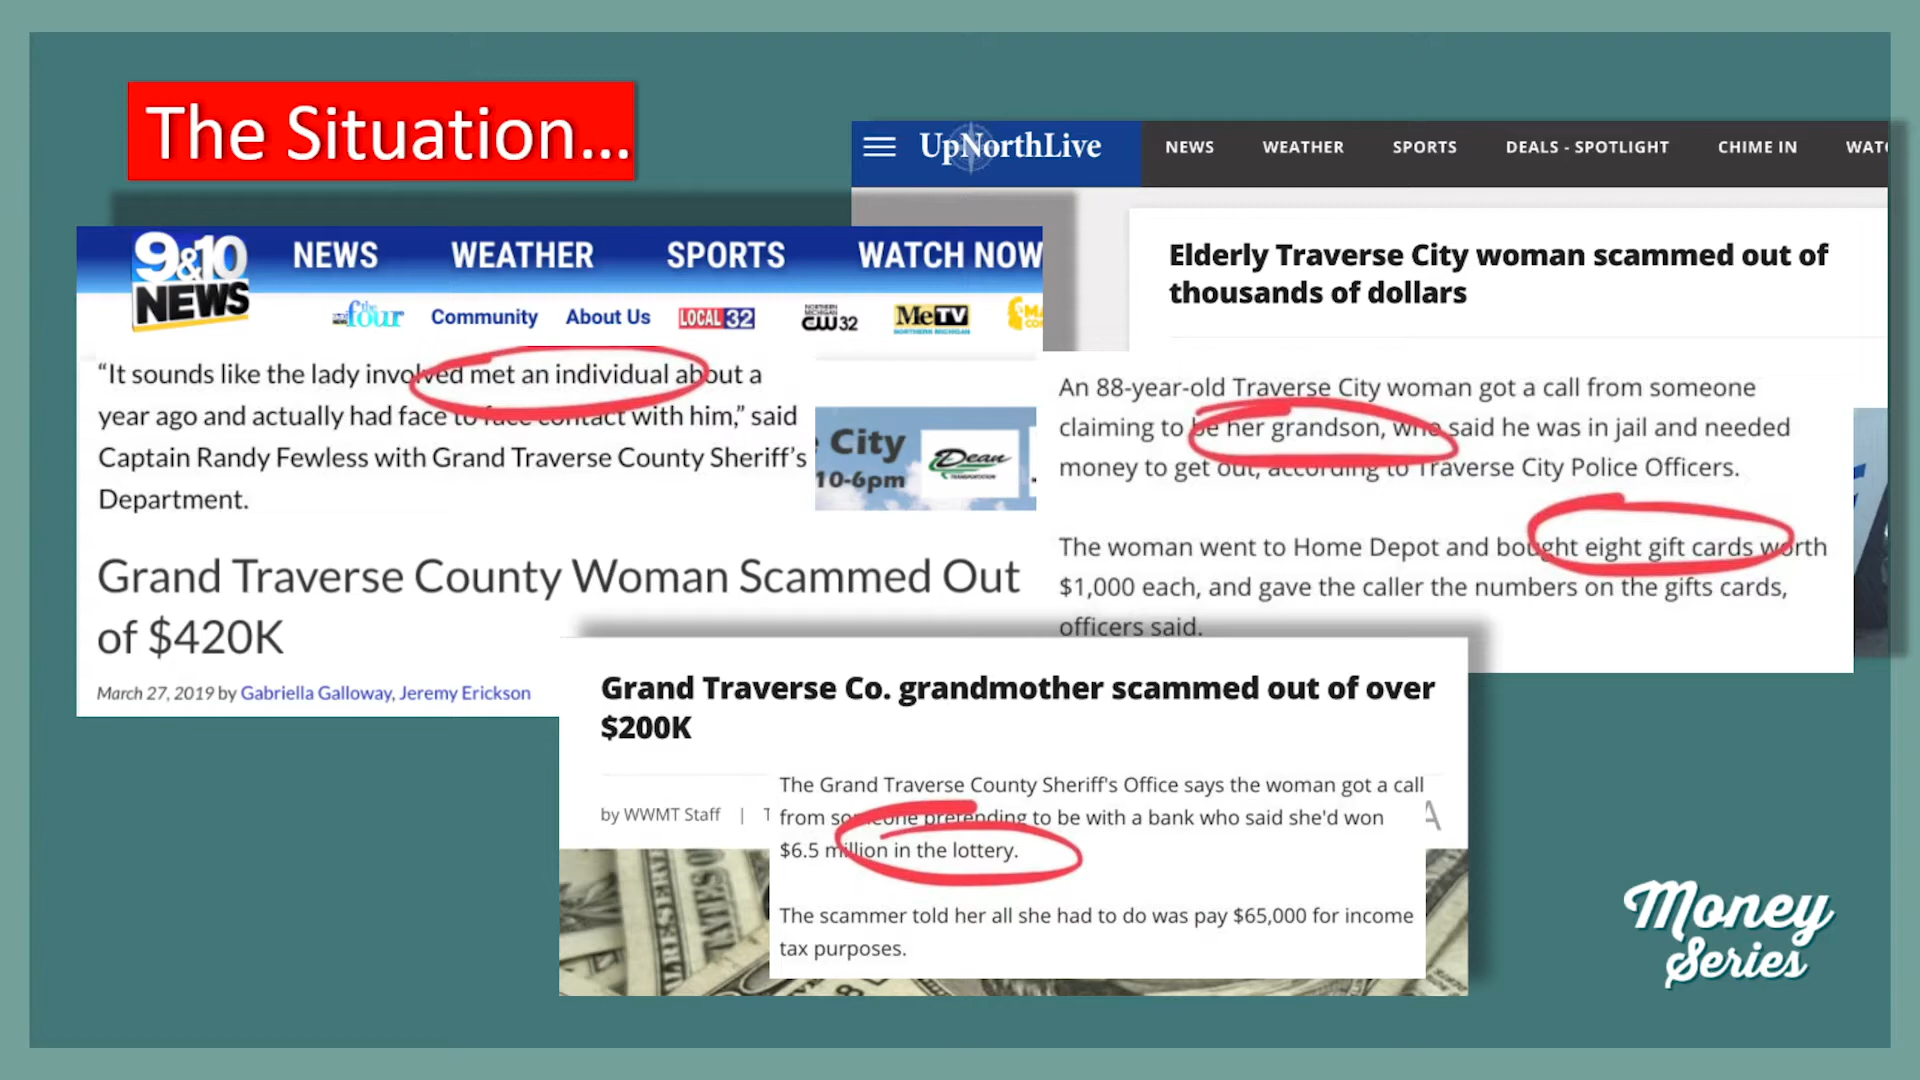 The Situation...
UpNorthLive
NEWS WEATHER SPORTS DEALS - SPOTLIGHT CHIME IN
9&10 NEWS
NEWS WEATHER SPORTS WATCH NOW
the four Community About Us LOCAL 32 NORTHERN MICHIGAN CW32 MeTV NORTHERN MICHIGAN
“It sounds like the lady involved met an individual about a
year ago and actually had face to face contact with him,” said
Captain Randy Fewless with Grand Traverse County Sheriff’s
Department.
City
10-6pm
Dean
TRANSPORTATION
Grand Traverse County Woman Scammed Out
of $420K
March 27, 2019 by Gabriella Galloway, Jeremy Erickson
Elderly Traverse City woman scammed out of
thousands of dollars
An 88-year-old Traverse City woman got a call from someone
claiming to be her grandson, who said he was in jail and needed
money to get out, according to Traverse City Police Officers.
The woman went to Home Depot and bought eight gift cards worth
$1,000 each, and gave the caller the numbers on the gifts cards,
officers said.
Grand Traverse Co. grandmother scammed out of over
$200K
by WWMT Staff |
The Grand Traverse County Sheriff's Office says the woman got a call
from someone pretending to be with a bank who said she'd won
$6.5 million in the lottery.
The scammer told her all she had to do was pay $65,000 for income
tax purposes.
Money
Series